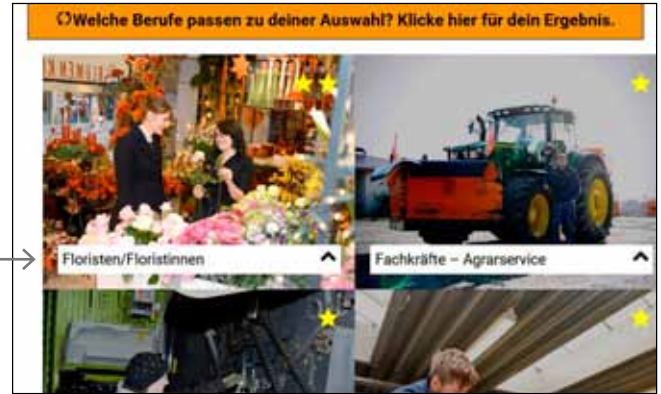 Welche Berufe passen zu deiner Auswahl? Klicke hier für dein Ergebnis.
Floristen/Floristinnen
Fachkräfte – Agrarservice